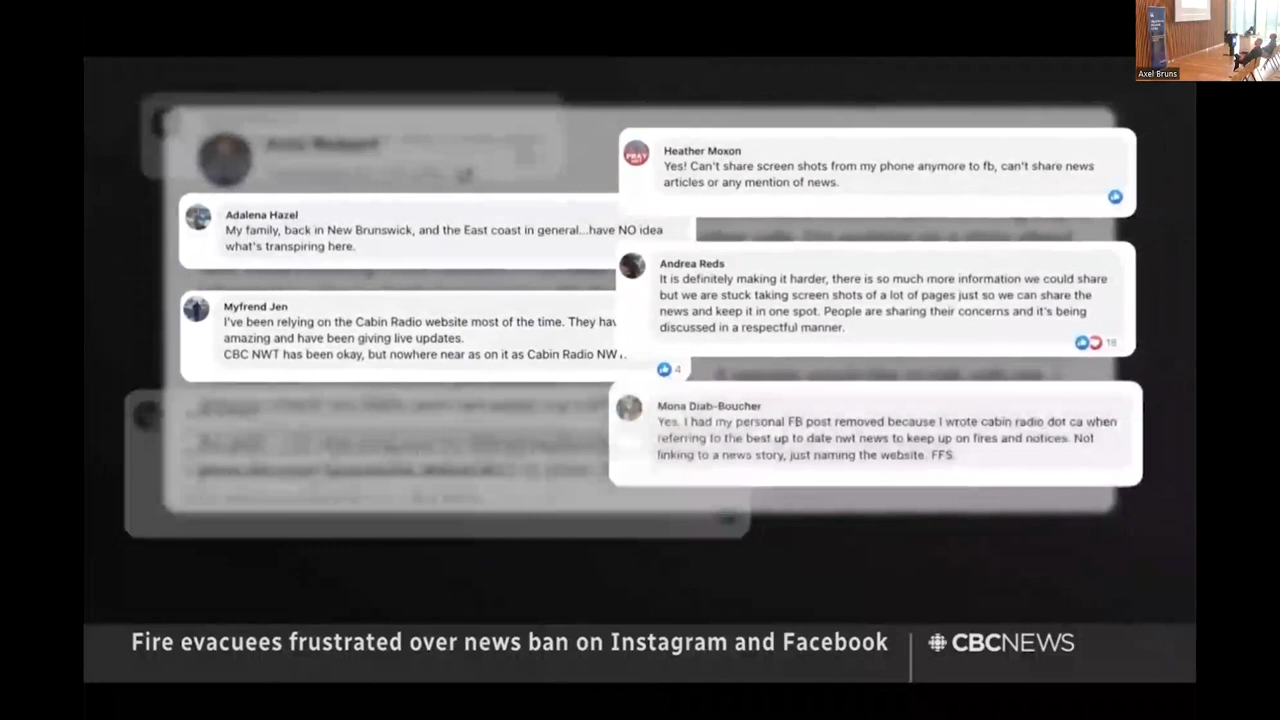 Axel Bruns
Adalena Hazel
My family, back in New Brunswick, and the East coast in general...have NO idea
what's transpiring here.
Myfrend Jen
I've been relying on the Cabin Radio website most of the time. They hav
amazing and have been giving live updates.
CBC NWT has been okay, but nowhere near as on it as Cabin Radio NW
4
PRAY
Heather Moxon
Yes! Can't share screen shots from my phone anymore to fb, can't share news
articles or any mention of news.
Andrea Reds
It is definitely making it harder, there is so much more information we could share
but we are stuck taking screen shots of a lot of pages just so we can share the
news and keep it in one spot. People are sharing their concerns and it's being
discussed in a respectful manner.
18
Mona Diab-Boucher
Yes. I had my personal FB post removed because I wrote cabin radio dot ca when
referring to the best up to date nwt news to keep up on fires and notices. Not
linking to a news story, just naming the website. FFS.
Fire evacuees frustrated over news ban on Instagram and Facebook
CBCNEWS